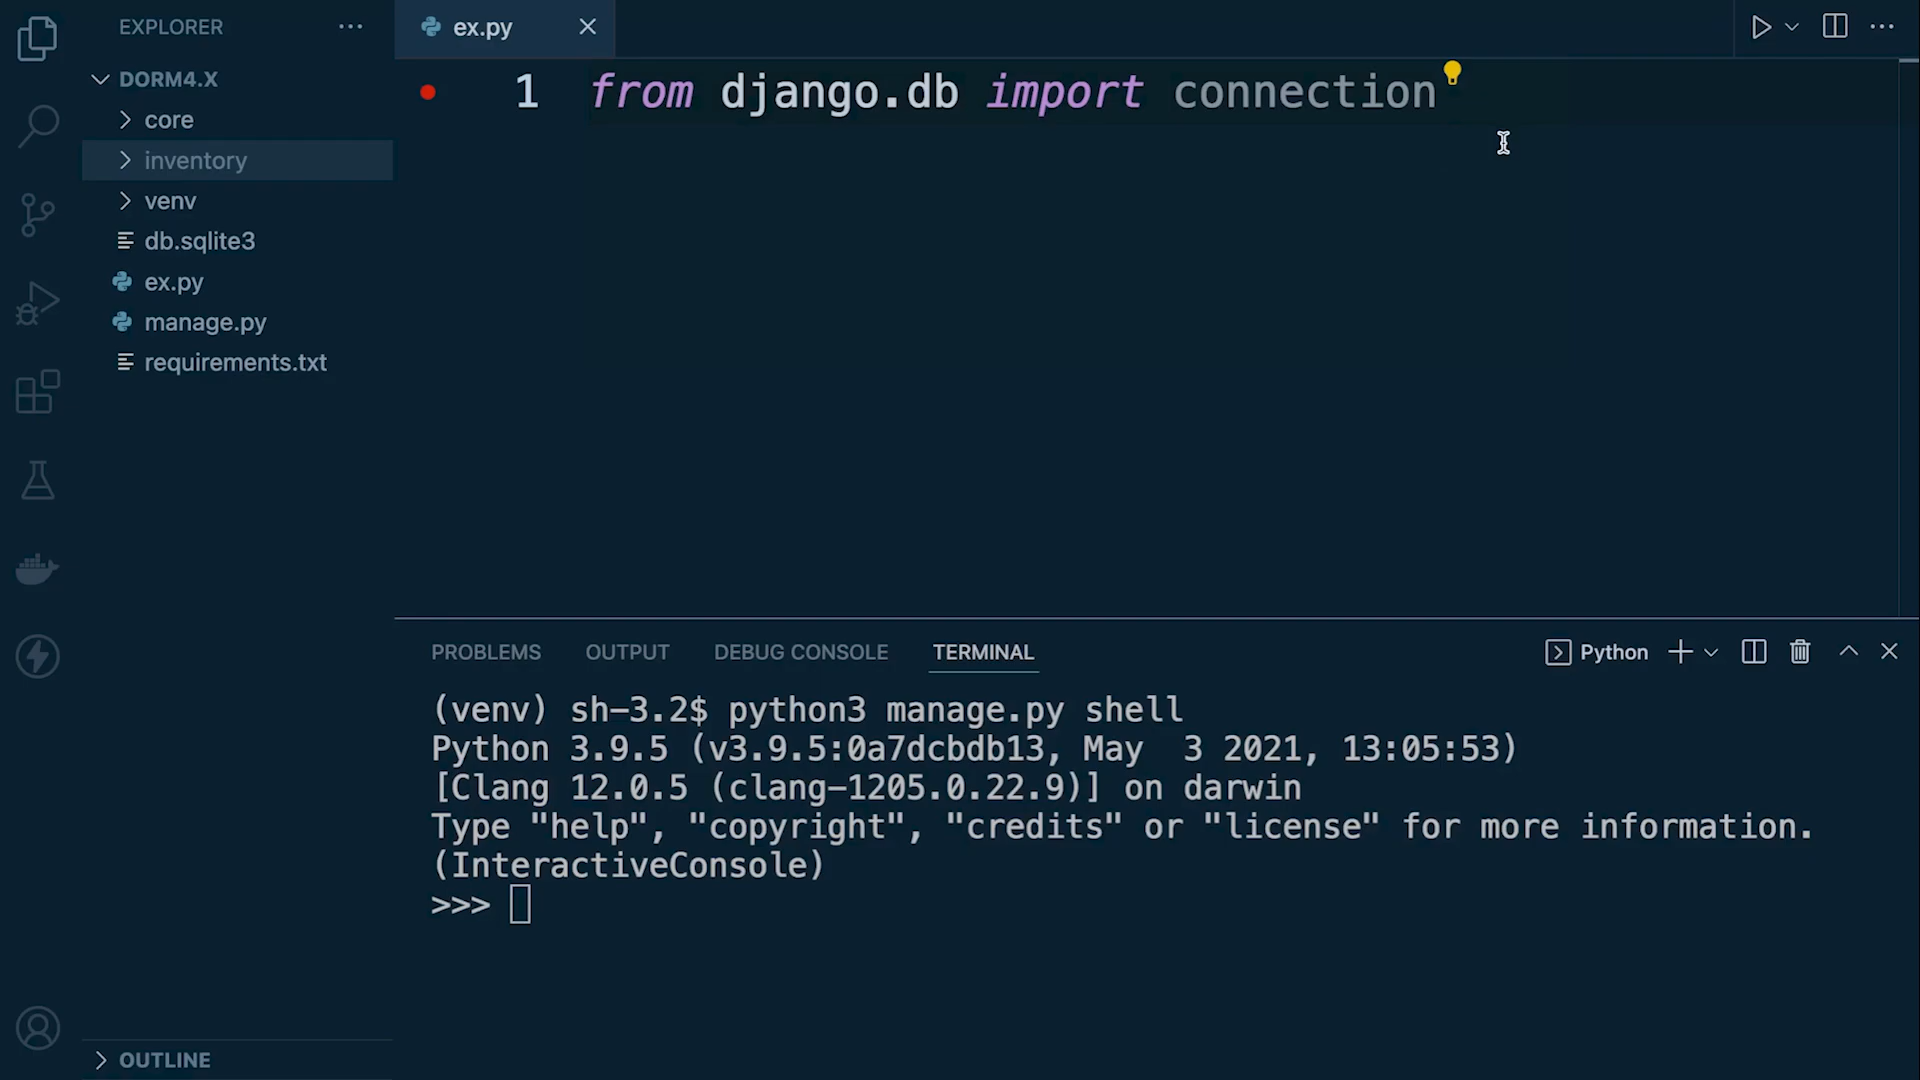 EXPLORER
DORM4.X
core
inventory
venv
db.sqlite3
ex.py
manage.py
requirements.txt
OUTLINE
ex.py
1 from django.db import connection
PROBLEMS OUTPUT DEBUG CONSOLE TERMINAL Python
(venv) sh-3.2$ python3 manage.py shell
Python 3.9.5 (v3.9.5:0a7dcbdb13, May  3 2021, 13:05:53)
[Clang 12.0.5 (clang-1205.0.22.9)] on darwin
Type "help", "copyright", "credits" or "license" for more information.
(InteractiveConsole)
>>>